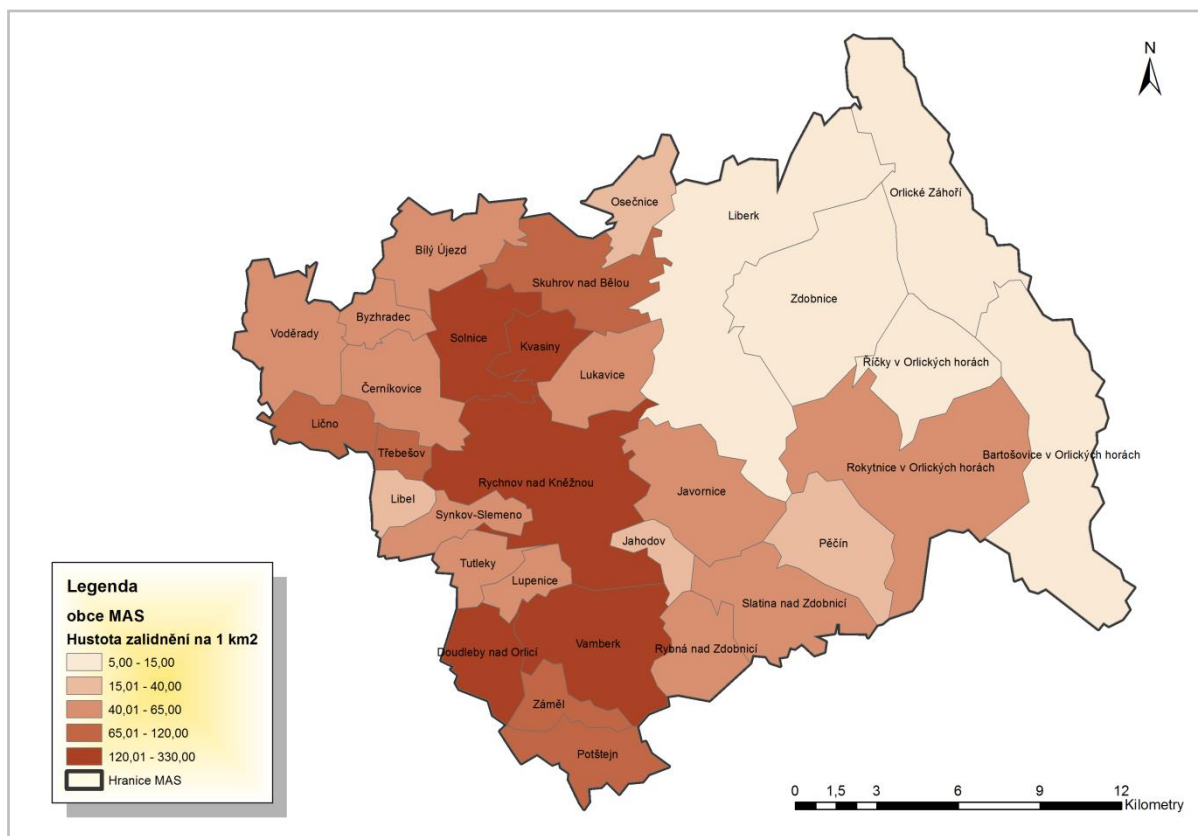 N
Orlické Záhoří
Osečnice
Liberk
Bílý Újezd
Skuhrov nad Bělou
Zdobnice
Byzhradec
Voděrady
Solnice
Kvasiny
Říčky v Orlických horách
Lukavice
Černíkovice
Lično
Třebešov
Bartošovice v Orlických horách
Rokytnice v Orlických horách
Rychnov nad Kněžnou
Javornice
Libel
Synkov-Slemeno
Jahodov
Pěčín
Tutleky
Lupenice
Slatina nad Zdobnicí
Vamberk
Rybná nad Zdobnicí
Doudleby nad Orlicí
Záměl
Potštejn
Legenda
obce MAS
Hustota zalidnění na 1 km2
5,00 - 15,00
15,01 - 40,00
40,01 - 65,00
65,01 - 120,00
120,01 - 330,00
Hranice MAS
0 1,5 3 6 9 12
Kilometry